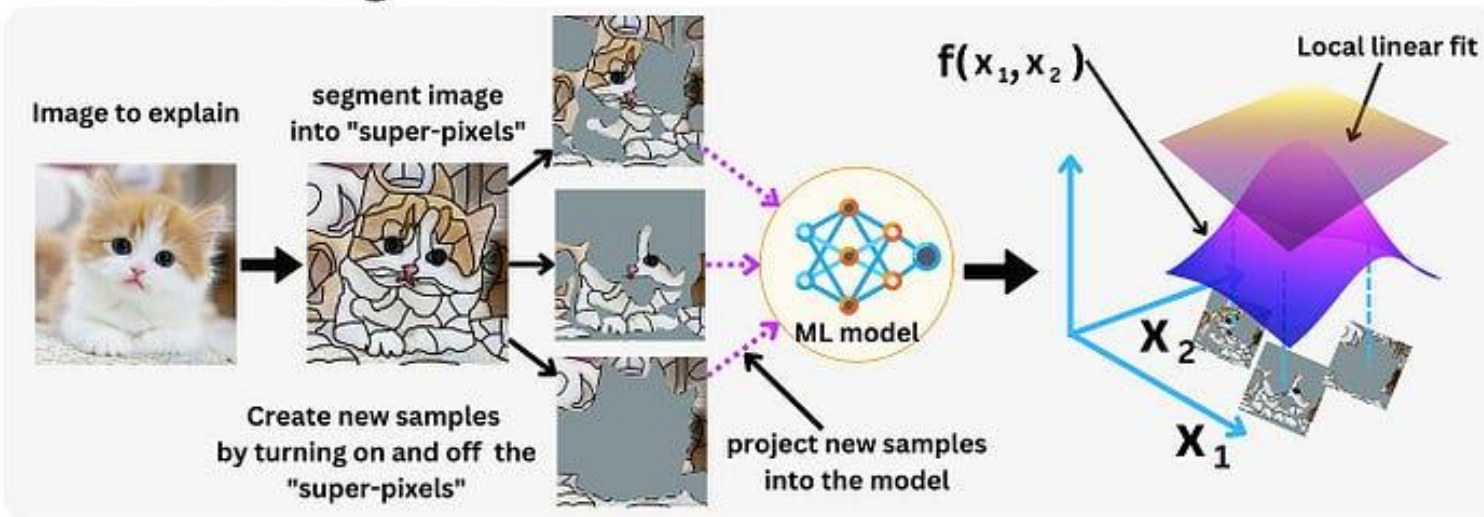 Image to explain
segment image
into "super-pixels"
Create new samples
by turning on and off the
"super-pixels"
ML model
project new samples
into the model
f(x₁,x₂)
Local linear fit
X₂
X₁